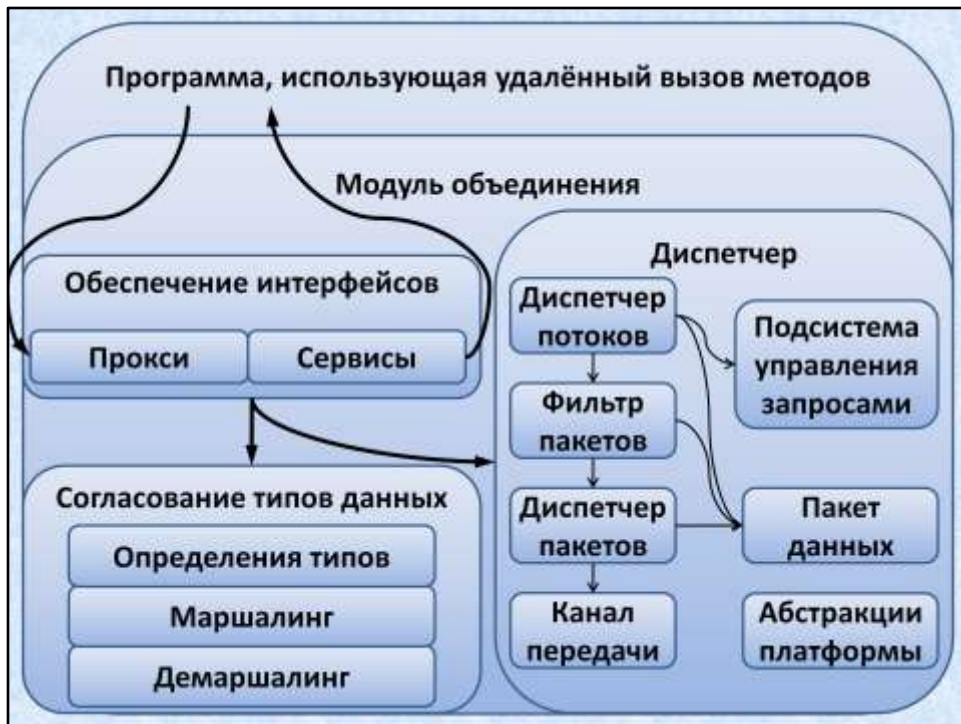 Программа, использующая удалённый вызов методов
Модуль объединения
Обеспечение интерфейсов
Прокси
Сервисы
Согласование типов данных
Определения типов
Маршалинг
Демаршалинг
Диспетчер
Диспетчер
потоков
Фильтр
пакетов
Диспетчер
пакетов
Канал
передачи
Подсистема
управления
запросами
Пакет
данных
Абстракции
платформы